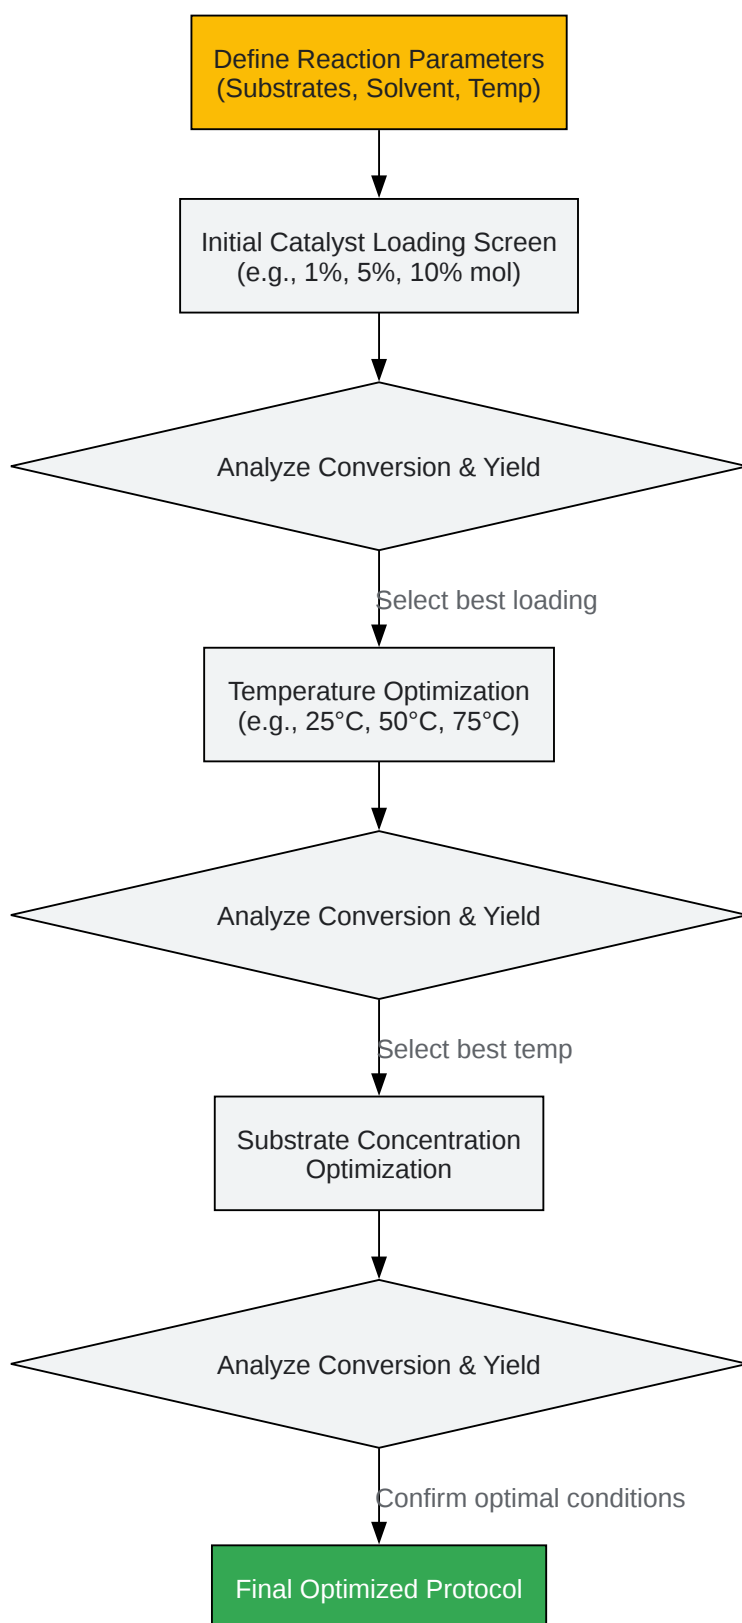 Define Reaction Parameters
(Substrates, Solvent, Temp)
Initial Catalyst Loading Screen
(e.g., 1%, 5%, 10% mol)
Analyze Conversion & Yield
Select best loading
Temperature Optimization
(e.g., 25°C, 50°C, 75°C)
Analyze Conversion & Yield
Select best temp
Substrate Concentration
Optimization
Analyze Conversion & Yield
Confirm optimal conditions
Final Optimized Protocol